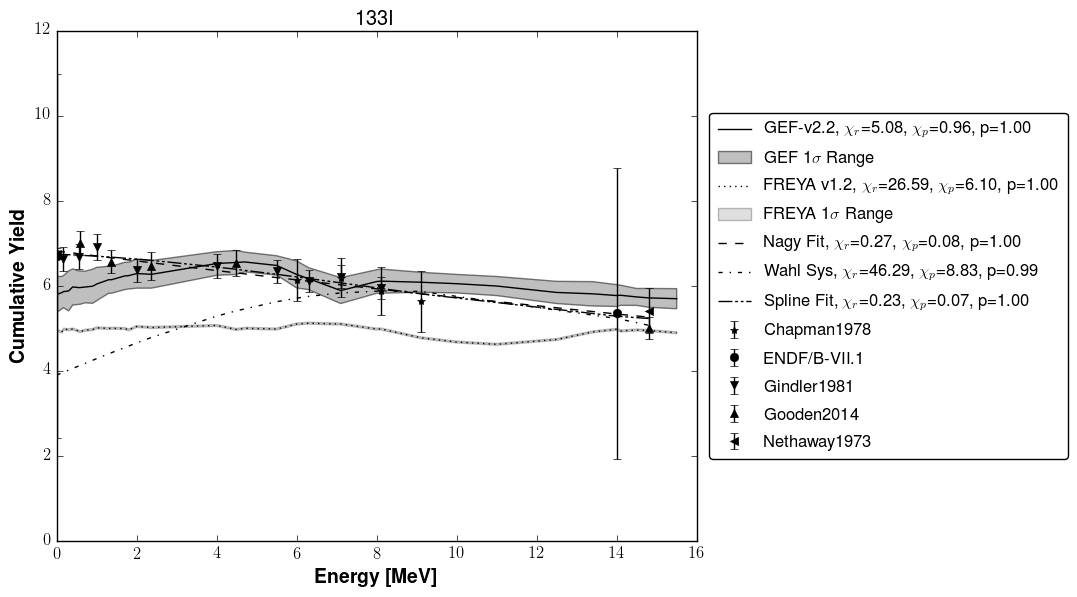 133I
12
10
8
6
4
2
0
0 2 4 6 8 10 12 14 16
Cumulative Yield
Energy [MeV]
GEF-v2.2, χr=5.08, χp=0.96, p=1.00
GEF 1σ Range
FREYA v1.2, χr=26.59, χp=6.10, p=1.00
FREYA 1σ Range
Nagy Fit, χr=0.27, χp=0.08, p=1.00
Wahl Sys, χr=46.29, χp=8.83, p=0.99
Spline Fit, χr=0.23, χp=0.07, p=1.00
Chapman1978
ENDF/B-VII.1
Gindler1981
Gooden2014
Nethaway1973